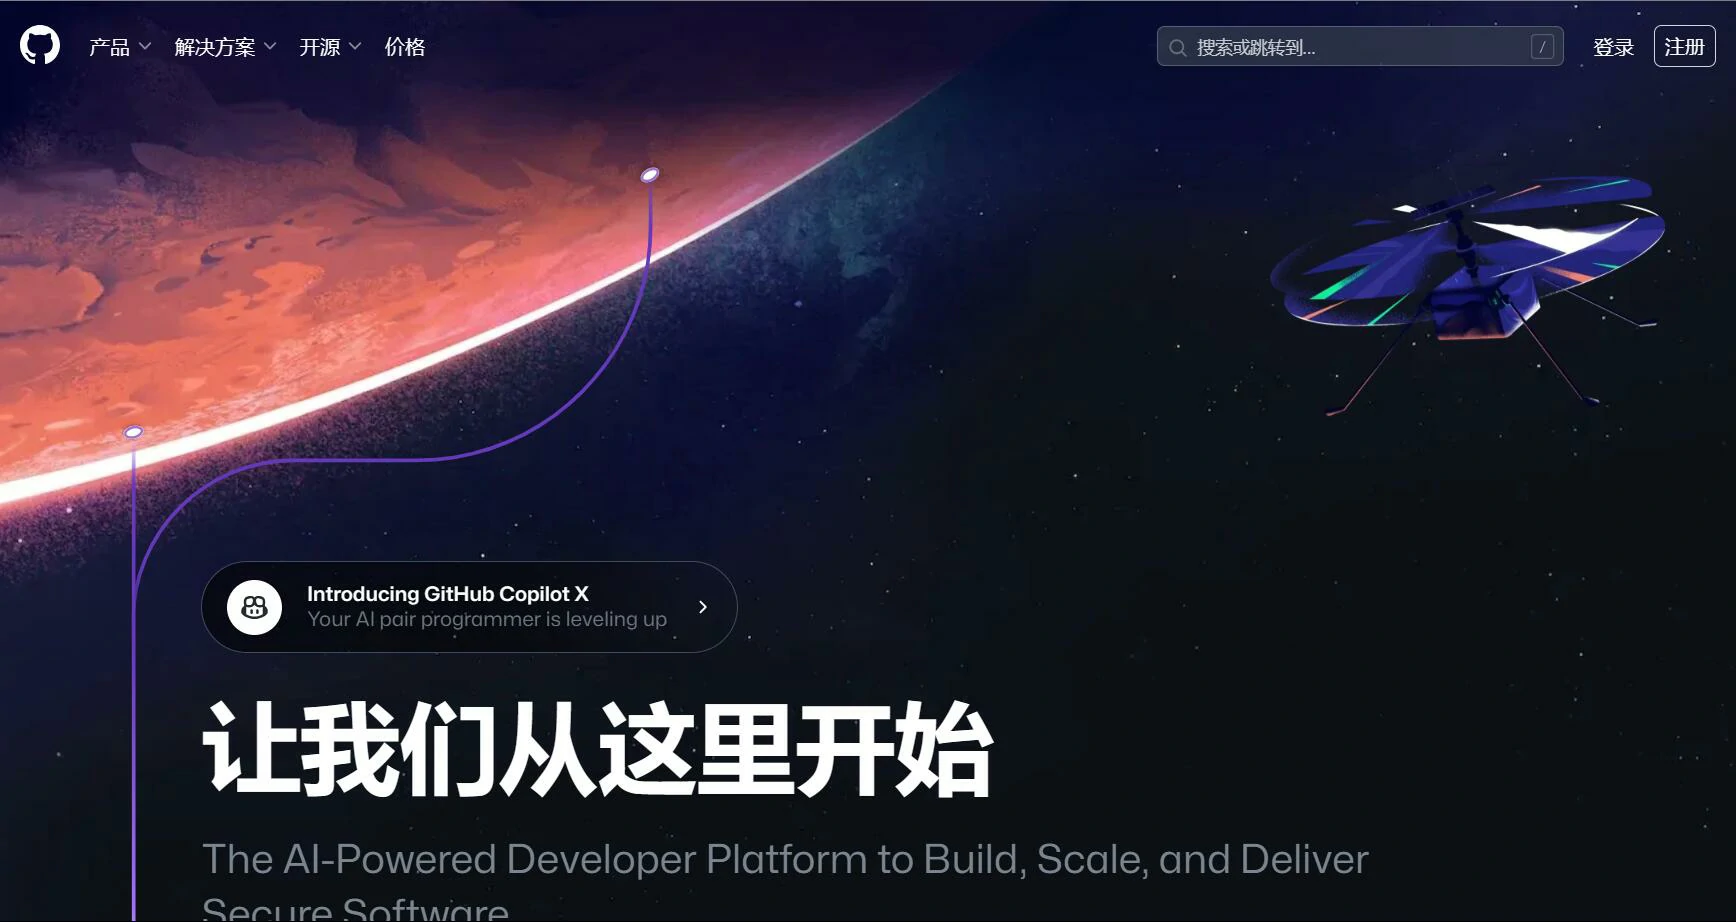 产品 解决方案 开源 价格 搜索或跳转到... / 登录 注册
Introducing GitHub Copilot X
Your AI pair programmer is leveling up
让我们从这里开始
The AI-Powered Developer Platform to Build, Scale, and Deliver
Secure Software